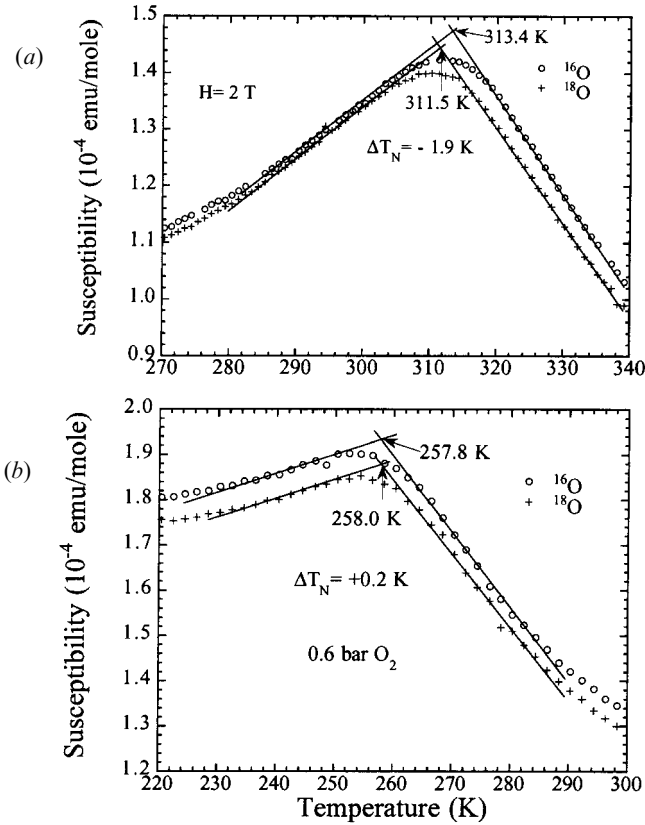 (a)
Susceptibility (10⁻⁴ emu/mole)
1.5
1.4
1.3
1.2
1.1
1.0
0.9
H= 2 T
313.4 K
311.5 K
ΔT_N= - 1.9 K
o ¹⁶O
+ ¹⁸O
270 280 290 300 310 320 330 340
(b)
Susceptibility (10⁻⁴ emu/mole)
2.0
1.9
1.8
1.7
1.6
1.5
1.4
1.3
1.2
257.8 K
258.0 K
o ¹⁶O
+ ¹⁸O
ΔT_N= +0.2 K
0.6 bar O₂
220 230 240 250 260 270 280 290 300
Temperature (K)